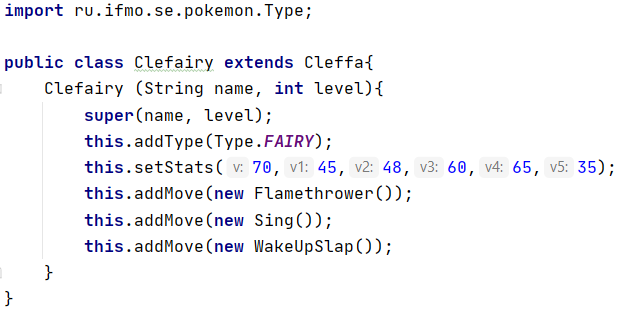 import ru.ifmo.se.pokemon.Type;
public class Clefairy extends Cleffa{
Clefairy (String name, int level){
super(name, level);
this.addType(Type.FAIRY);
this.setStats( v: 70, v1: 45, v2: 48, v3: 60, v4: 65, v5: 35);
this.addMove(new Flamethrower());
this.addMove(new Sing());
this.addMove(new WakeUpSlap());
}
}